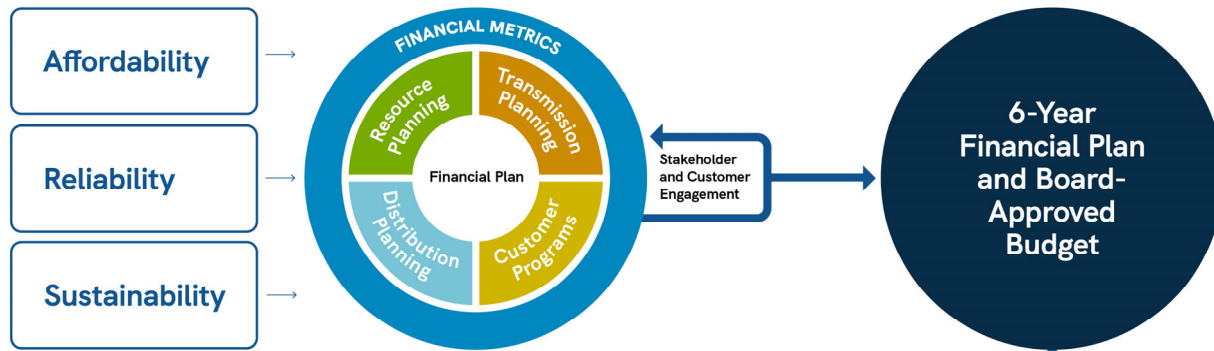 Affordability
Reliability
Sustainability
FINANCIAL METRICS
Resource
Planning
Transmission
Planning
Financial Plan
Distribution
Planning
Customer
Programs
Stakeholder
and Customer
Engagement
6-Year
Financial Plan
and Board-
Approved
Budget